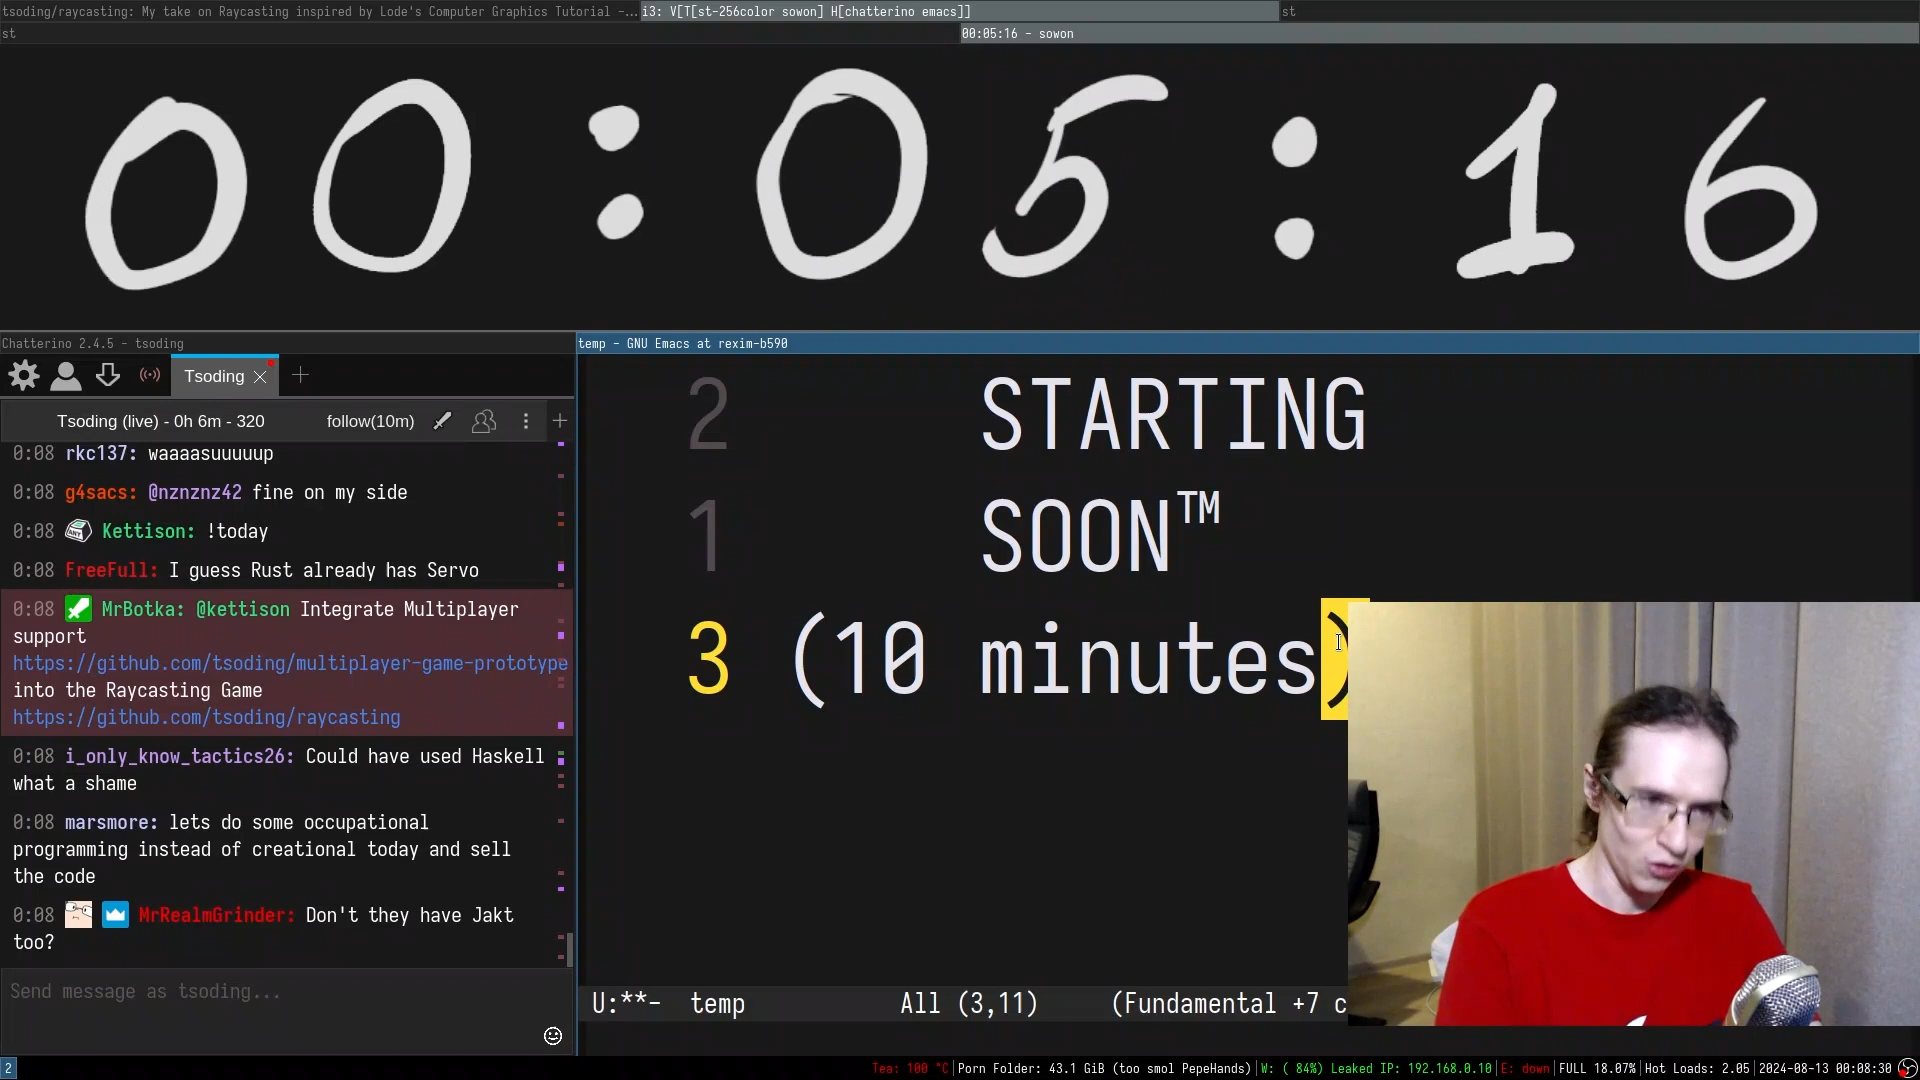 tsoding/raycasting: My take on Raycasting inspired by Lode's Computer Graphics Tutorial -...
i3: V[T[st-256color sowon] H[chatterino emacs]]
st
st
00:05:16 - sowon
00:05:16
Chatterino 2.4.5 - tsoding
Tsoding
Tsoding (live) - 0h 6m - 320
follow(10m)
0:08 rkc137: waaaasuuuuup
0:08 g4sacs: @nznznz42 fine on my side
0:08 Kettison: !today
0:08 FreeFull: I guess Rust already has Servo
0:08 MrBotka: @kettison Integrate Multiplayer
support
https://github.com/tsoding/multiplayer-game-prototype
into the Raycasting Game
https://github.com/tsoding/raycasting
0:08 i_only_know_tactics26: Could have used Haskell
what a shame
0:08 marsmore: lets do some occupational
programming instead of creational today and sell
the code
0:08 MrRealmGrinder: Don't they have Jakt
too?
Send message as tsoding...
temp - GNU Emacs at rexim-b590
2 STARTING
1 SOON™
3 (10 minutes)
U:**- temp All (3,11) (Fundamental +7 c
2
Tea: 100 °C|Porn Folder: 43.1 GiB (too smol PepeHands)|W: ( 84%) Leaked IP: 192.168.0.10|E: down|FULL 18.07%|Hot Loads: 2.05|2024-08-13 00:08:30